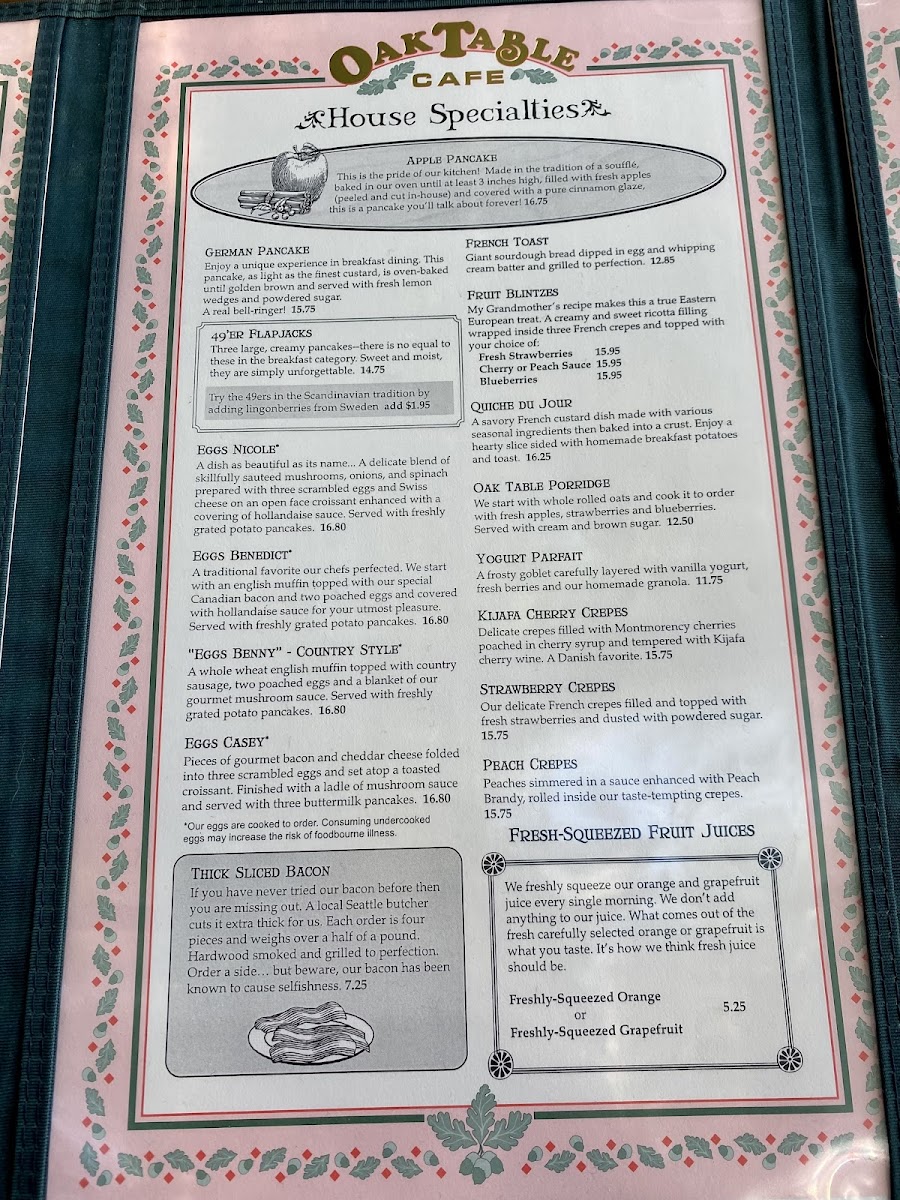 OAK TABLE
CAFE
House Specialties
APPLE PANCAKE
This is the pride of our kitchen! Made in the tradition of a soufflé,
baked in our oven until at least 3 inches high, filled with fresh apples
(peeled and cut in-house) and covered with a pure cinnamon glaze,
this is a pancake you'll talk about forever! 16.75
GERMAN PANCAKE
Enjoy a unique experience in breakfast dining. This
pancake, as light as the finest custard, is oven-baked
until golden brown and served with fresh lemon
wedges and powdered sugar.
A real bell-ringer! 15.75
49'ER FLAPJACKS
Three large, creamy pancakes--there is no equal to
these in the breakfast category. Sweet and moist,
they are simply unforgettable. 14.75
Try the 49ers in the Scandinavian tradition by
adding lingonberries from Sweden add $1.95
EGGS NICOLE*
A dish as beautiful as its name... A delicate blend of
skillfully sauteed mushrooms, onions, and spinach
prepared with three scrambled eggs and Swiss
cheese on an open face croissant enhanced with a
covering of hollandaise sauce. Served with freshly
grated potato pancakes. 16.80
EGGS BENEDICT*
A traditional favorite our chefs perfected. We start
with an english muffin topped with our special
Canadian bacon and two poached eggs and covered
with hollandaise sauce for your utmost pleasure.
Served with freshly grated potato pancakes. 16.80
"EGGS BENNY" - COUNTRY STYLE*
A whole wheat english muffin topped with country
sausage, two poached eggs and a blanket of our
gourmet mushroom sauce. Served with freshly
grated potato pancakes. 16.80
EGGS CASEY*
Pieces of gourmet bacon and cheddar cheese folded
into three scrambled eggs and set atop a toasted
croissant. Finished with a ladle of mushroom sauce
and served with three buttermilk pancakes. 16.80
*Our eggs are cooked to order. Consuming undercooked
eggs may increase the risk of foodbourne illness.
THICK SLICED BACON
If you have never tried our bacon before then
you are missing out. A local Seattle butcher
cuts it extra thick for us. Each order is four
pieces and weighs over a half of a pound.
Hardwood smoked and grilled to perfection.
Order a side... but beware, our bacon has been
known to cause selfishness. 7.25
FRENCH TOAST
Giant sourdough bread dipped in egg and whipping
cream batter and grilled to perfection. 12.85
FRUIT BLINTZES
My Grandmother's recipe makes this a true Eastern
European treat. A creamy and sweet ricotta filling
wrapped inside three French crepes and topped with
your choice of:
Fresh Strawberries 15.95
Cherry or Peach Sauce 15.95
Blueberries 15.95
QUICHE DU JOUR
A savory French custard dish made with various
seasonal ingredients then baked into a crust. Enjoy a
hearty slice sided with homemade breakfast potatoes
and toast. 16.25
OAK TABLE PORRIDGE
We start with whole rolled oats and cook it to order
with fresh apples, strawberries and blueberries.
Served with cream and brown sugar. 12.50
YOGURT PARFAIT
A frosty goblet carefully layered with vanilla yogurt,
fresh berries and our homemade granola. 11.75
KIJAFA CHERRY CREPES
Delicate crepes filled with Montmorency cherries
poached in cherry syrup and tempered with Kijafa
cherry wine. A Danish favorite. 15.75
STRAWBERRY CREPES
Our delicate French crepes filled and topped with
fresh strawberries and dusted with powdered sugar.
15.75
PEACH CREPES
Peaches simmered in a sauce enhanced with Peach
Brandy, rolled inside our taste-tempting crepes.
15.75
FRESH-SQUEEZED FRUIT JUICES
We freshly squeeze our orange and grapefruit
juice every single morning. We don't add
anything to our juice. What comes out of the
fresh carefully selected orange or grapefruit is
what you taste. It's how we think fresh juice
should be.
Freshly-Squeezed Orange
or 5.25
Freshly-Squeezed Grapefruit